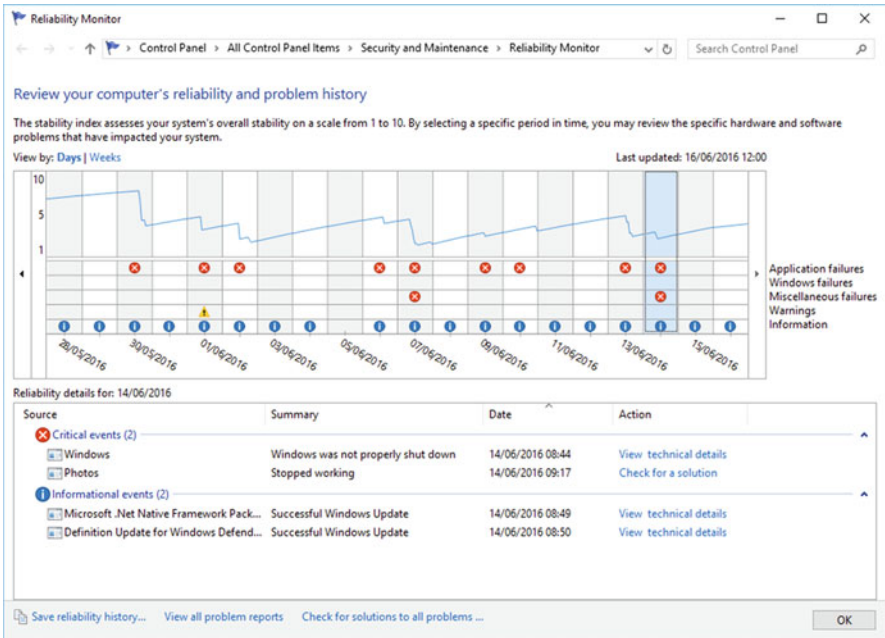 Reliability Monitor
Control Panel > All Control Panel Items > Security and Maintenance > Reliability Monitor
Search Control Panel
Review your computer's reliability and problem history
The stability index assesses your system's overall stability on a scale from 1 to 10. By selecting a specific period in time, you may review the specific hardware and software
problems that have impacted your system.
View by: Days | Weeks
Last updated: 16/06/2016 12:00
10
5
1
Application failures
Windows failures
Miscellaneous failures
Warnings
Information
28/05/2016 30/05/2016 01/06/2016 03/06/2016 05/06/2016 07/06/2016 09/06/2016 11/06/2016 13/06/2016 15/06/2016
Reliability details for: 14/06/2016
Source Summary Date Action
Critical events (2)
Windows Windows was not properly shut down 14/06/2016 08:44 View technical details
Photos Stopped working 14/06/2016 09:17 Check for a solution
Informational events (2)
Microsoft .Net Native Framework Pack... Successful Windows Update 14/06/2016 08:49 View technical details
Definition Update for Windows Defend... Successful Windows Update 14/06/2016 08:50 View technical details
Save reliability history... View all problem reports Check for solutions to all problems ...
OK